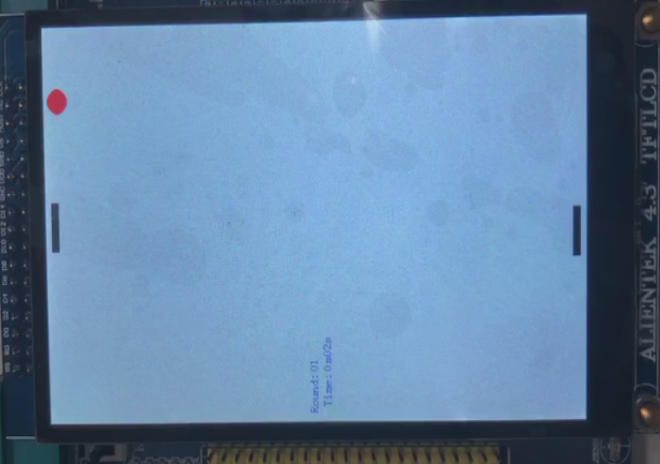 Round:01
Time:0m02s
ALIENTEK 4.3' TFTLCD